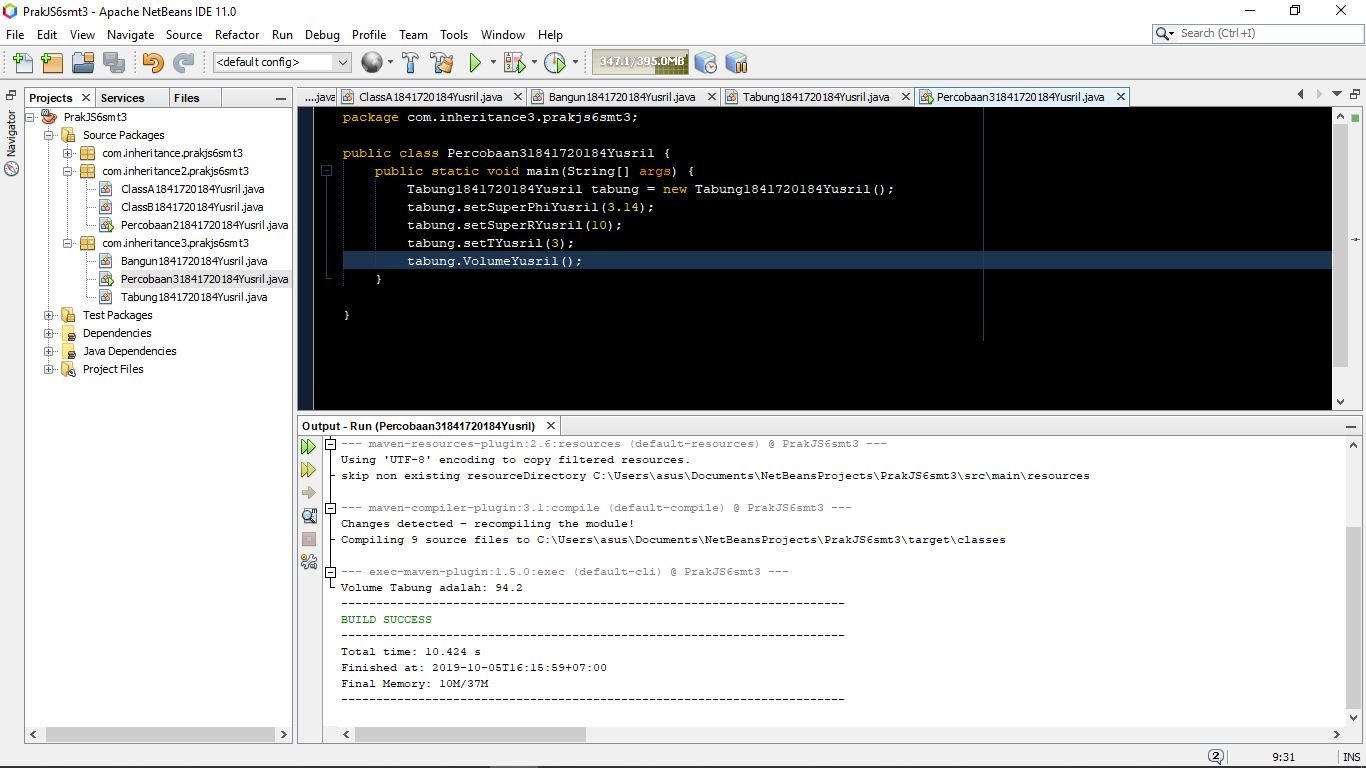 PrakJS6smt3 - Apache NetBeans IDE 11.0
File Edit View Navigate Source Refactor Run Debug Profile Team Tools Window Help
Search (Ctrl+I)
<default config>
347.1/395.0MB
Projects Services Files
Navigator
PrakJS6smt3
Source Packages
com.inheritance.prakjs6smt3
com.inheritance2.prakjs6smt3
ClassA1841720184Yusril.java
ClassB1841720184Yusril.java
Percobaan21841720184Yusril.java
com.inheritance3.prakjs6smt3
Bangun1841720184Yusril.java
Percobaan31841720184Yusril.java
Tabung1841720184Yusril.java
Test Packages
Dependencies
Java Dependencies
Project Files
....java ClassA1841720184Yusril.java Bangun1841720184Yusril.java Tabung1841720184Yusril.java Percobaan31841720184Yusril.java
package com.inheritance3.prakjs6smt3;
public class Percobaan31841720184Yusril {
public static void main(String[] args) {
Tabung1841720184Yusril tabung = new Tabung1841720184Yusril();
tabung.setSuperPhiYusril(3.14);
tabung.setSuperRYusril(10);
tabung.setTYusril(3);
tabung.VolumeYusril();
}
}
Output - Run (Percobaan31841720184Yusril)
--- maven-resources-plugin:2.6:resources (default-resources) @ PrakJS6smt3 ---
Using 'UTF-8' encoding to copy filtered resources.
skip non existing resourceDirectory C:\Users\asus\Documents\NetBeansProjects\PrakJS6smt3\src\main\resources
--- maven-compiler-plugin:3.1:compile (default-compile) @ PrakJS6smt3 ---
Changes detected - recompiling the module!
Compiling 9 source files to C:\Users\asus\Documents\NetBeansProjects\PrakJS6smt3\target\classes
--- exec-maven-plugin:1.5.0:exec (default-cli) @ PrakJS6smt3 ---
Volume Tabung adalah: 94.2
------------------------------------------------------------------------
BUILD SUCCESS
------------------------------------------------------------------------
Total time: 10.424 s
Finished at: 2019-10-05T16:15:59+07:00
Final Memory: 10M/37M
------------------------------------------------------------------------
2 9:31 INS